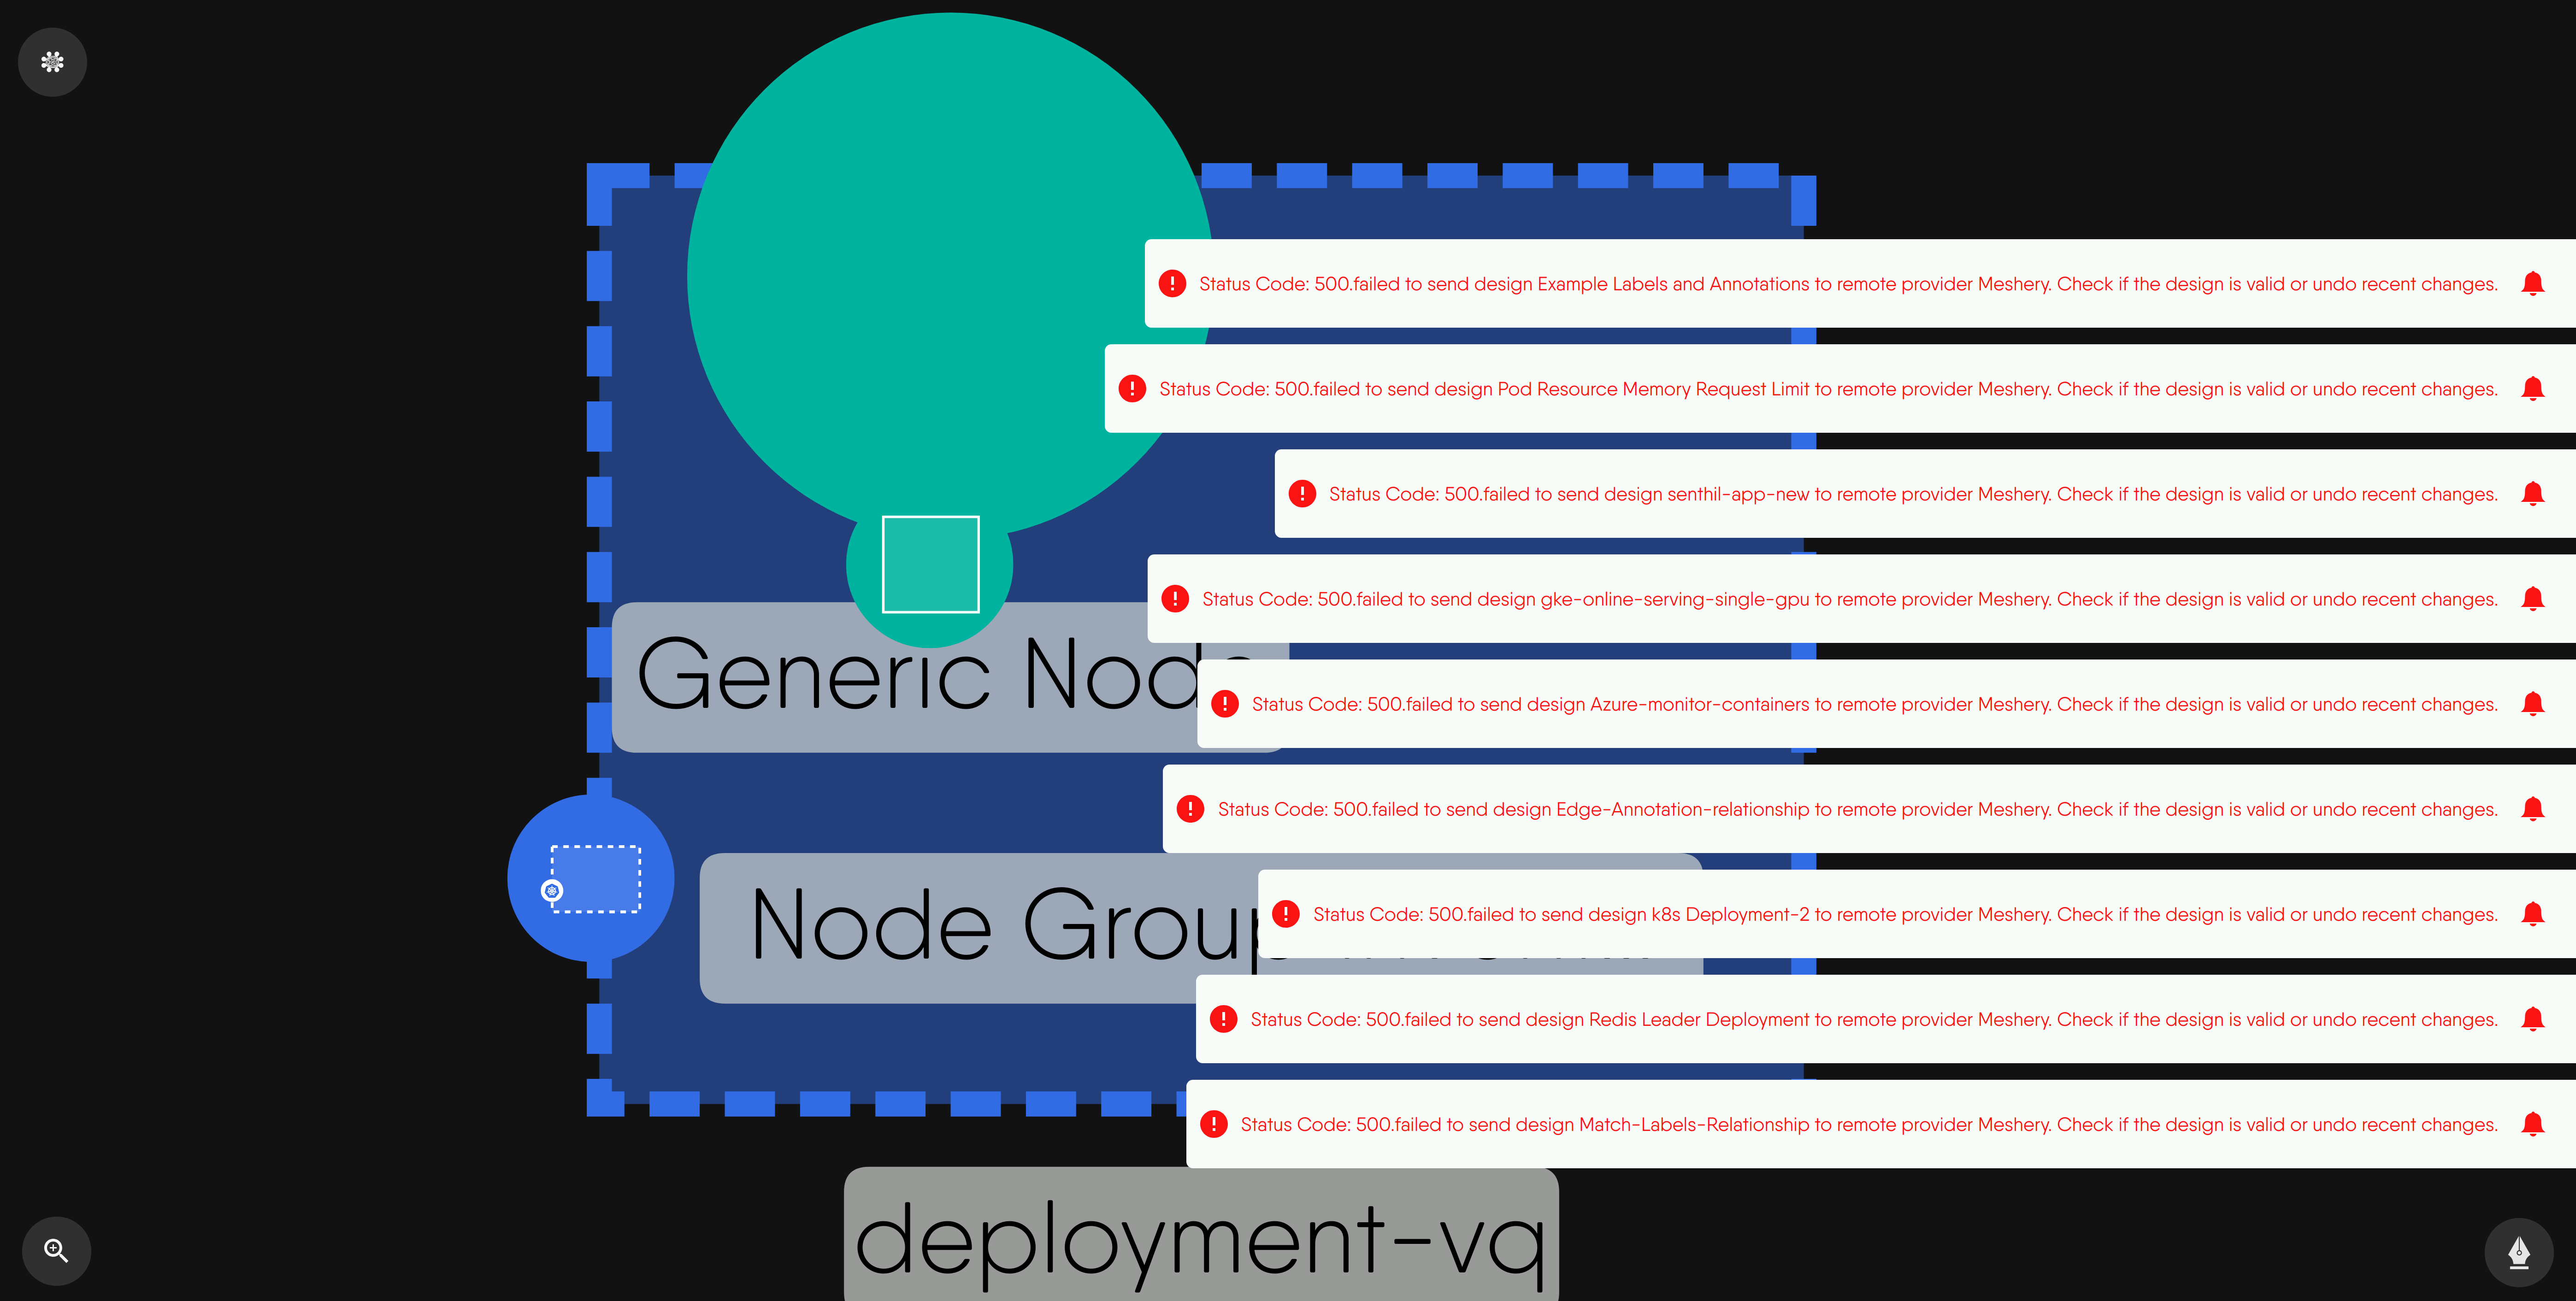 Status Code: 500.failed to send design Example Labels and Annotations to remote provider Meshery. Check if the design is valid or undo recent changes.
Status Code: 500.failed to send design Pod Resource Memory Request Limit to remote provider Meshery. Check if the design is valid or undo recent changes.
Status Code: 500.failed to send design senthil-app-new to remote provider Meshery. Check if the design is valid or undo recent changes.
Status Code: 500.failed to send design gke-online-serving-single-gpu to remote provider Meshery. Check if the design is valid or undo recent changes.
Generic Node
Status Code: 500.failed to send design Azure-monitor-containers to remote provider Meshery. Check if the design is valid or undo recent changes.
Status Code: 500.failed to send design Edge-Annotation-relationship to remote provider Meshery. Check if the design is valid or undo recent changes.
Node Group
Status Code: 500.failed to send design k8s Deployment-2 to remote provider Meshery. Check if the design is valid or undo recent changes.
Status Code: 500.failed to send design Redis Leader Deployment to remote provider Meshery. Check if the design is valid or undo recent changes.
Status Code: 500.failed to send design Match-Labels-Relationship to remote provider Meshery. Check if the design is valid or undo recent changes.
deployment-vq